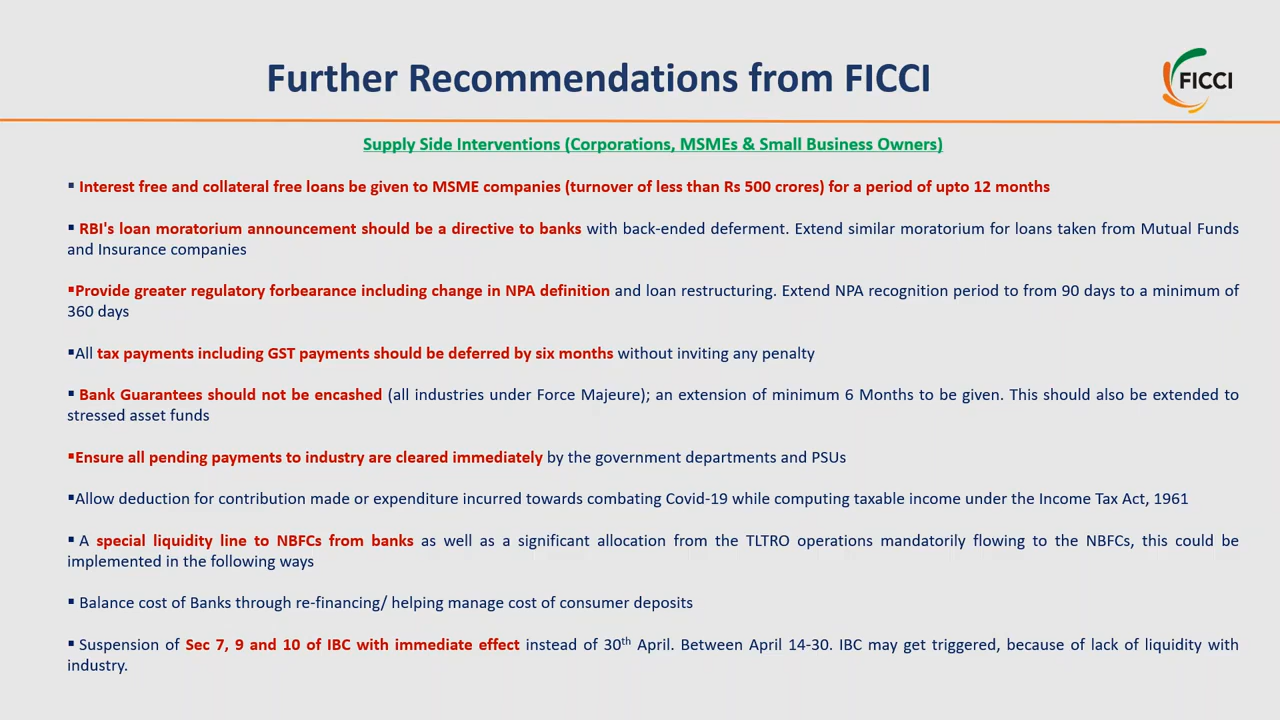 Further Recommendations from FICCI
FICCI
Supply Side Interventions (Corporations, MSMEs & Small Business Owners)
▪ Interest free and collateral free loans be given to MSME companies (turnover of less than Rs 500 crores) for a period of upto 12 months
▪ RBI's loan moratorium announcement should be a directive to banks with back-ended deferment. Extend similar moratorium for loans taken from Mutual Funds
and Insurance companies
▪Provide greater regulatory forbearance including change in NPA definition and loan restructuring. Extend NPA recognition period to from 90 days to a minimum of
360 days
▪All tax payments including GST payments should be deferred by six months without inviting any penalty
▪ Bank Guarantees should not be encashed (all industries under Force Majeure); an extension of minimum 6 Months to be given. This should also be extended to
stressed asset funds
▪Ensure all pending payments to industry are cleared immediately by the government departments and PSUs
▪Allow deduction for contribution made or expenditure incurred towards combating Covid-19 while computing taxable income under the Income Tax Act, 1961
▪ A special liquidity line to NBFCs from banks as well as a significant allocation from the TLTRO operations mandatorily flowing to the NBFCs, this could be
implemented in the following ways
▪ Balance cost of Banks through re-financing/ helping manage cost of consumer deposits
▪ Suspension of Sec 7, 9 and 10 of IBC with immediate effect instead of 30th April. Between April 14-30. IBC may get triggered, because of lack of liquidity with
industry.